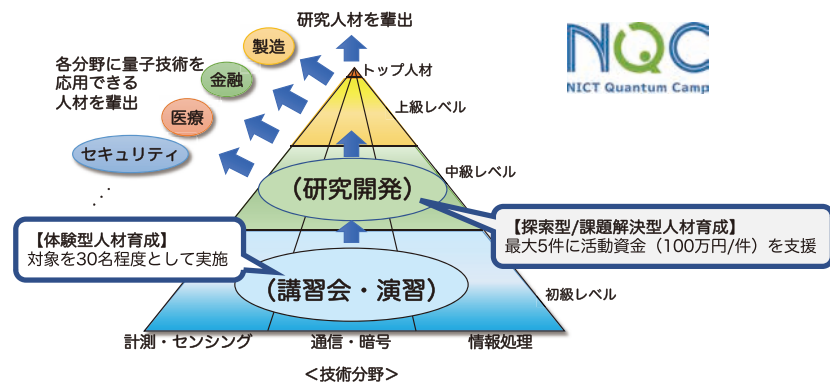 研究人材を輩出
NQC
NICT Quantum Camp
各分野に量子技術を
応用できる
人材を輩出
製造
金融
医療
セキュリティ
トップ人材
上級レベル
中級レベル
(研究開発)
【体験型人材育成】
対象を30名程度として実施
【探索型/課題解決型人材育成】
最大5件に活動資金(100万円/件)を支援
(講習会・演習)
初級レベル
計測・センシング
通信・暗号
情報処理
<技術分野>